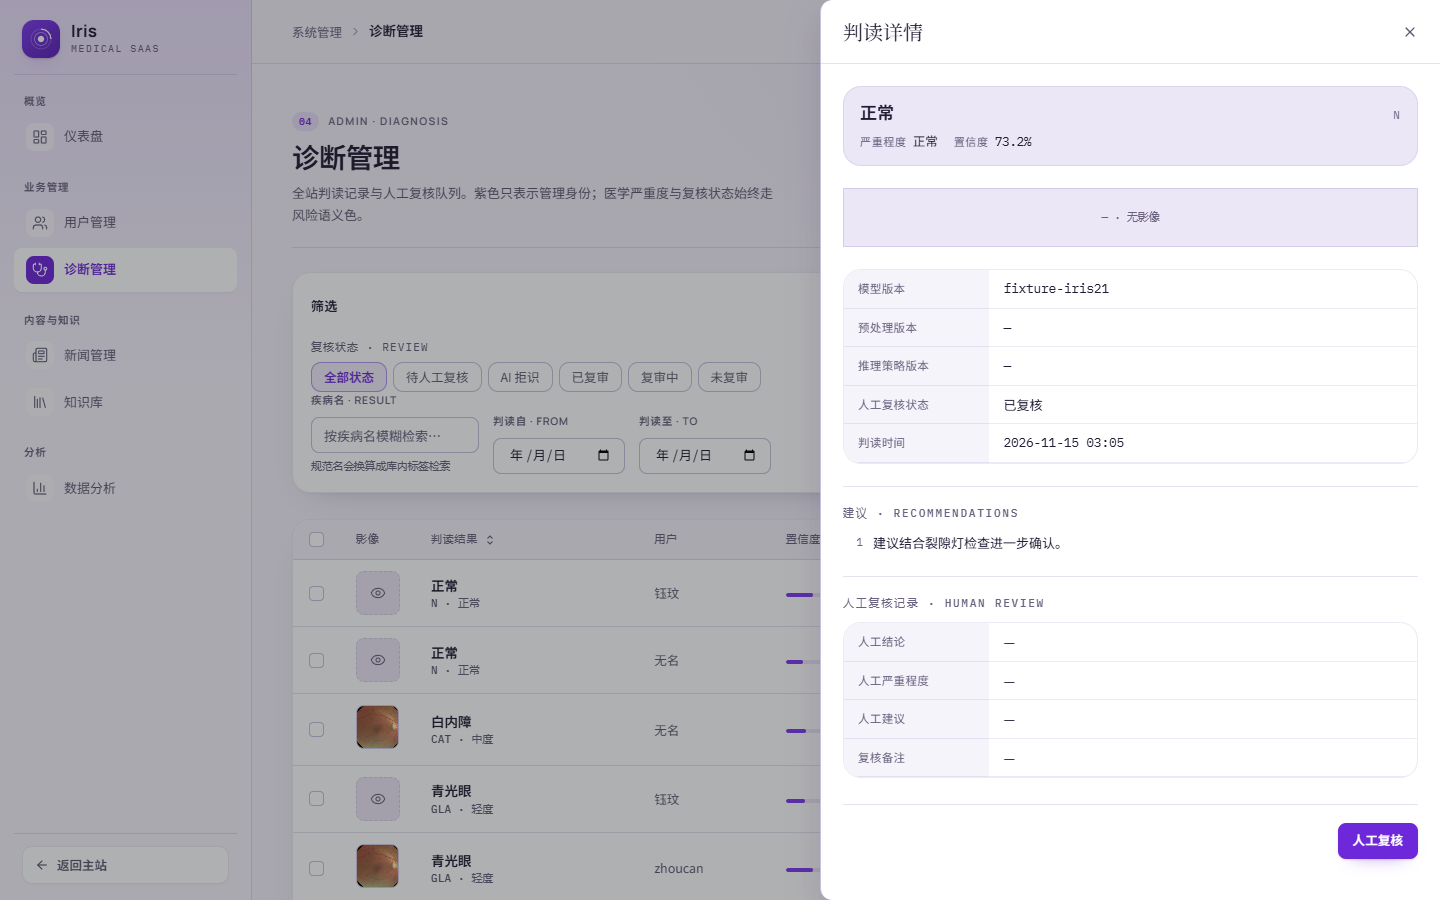 Iris
MEDICAL SAAS
概览
仪表盘
业务管理
用户管理
诊断管理
内容与知识
新闻管理
知识库
分析
数据分析
返回主站
系统管理 > 诊断管理
04 ADMIN · DIAGNOSIS
诊断管理
全站判读记录与人工复核队列。紫色只表示管理身份；医学严重度与复核状态始终走
风险语义色。
筛选
复核状态 · REVIEW
全部状态 待人工复核 AI 拒识 已复审 复审中 未复审
疾病名 · RESULT
按疾病名模糊检索…
规范名会换算成库内标签检索
判读自 · FROM
年 /月/日
判读至 · TO
年 /月/日
影像 判读结果 用户 置信度
正常
N · 正常
钰玟
正常
N · 正常
无名
白内障
CAT · 中度
无名
青光眼
GLA · 轻度
钰玟
青光眼
GLA · 轻度
zhoucan
判读详情
正常
N
严重程度 正常 置信度 73.2%
— · 无影像
模型版本 fixture-iris21
预处理版本 —
推理策略版本 —
人工复核状态 已复核
判读时间 2026-11-15 03:05
建议 · RECOMMENDATIONS
1 建议结合裂隙灯检查进一步确认。
人工复核记录 · HUMAN REVIEW
人工结论 —
人工严重程度 —
人工建议 —
复核备注 —
人工复核